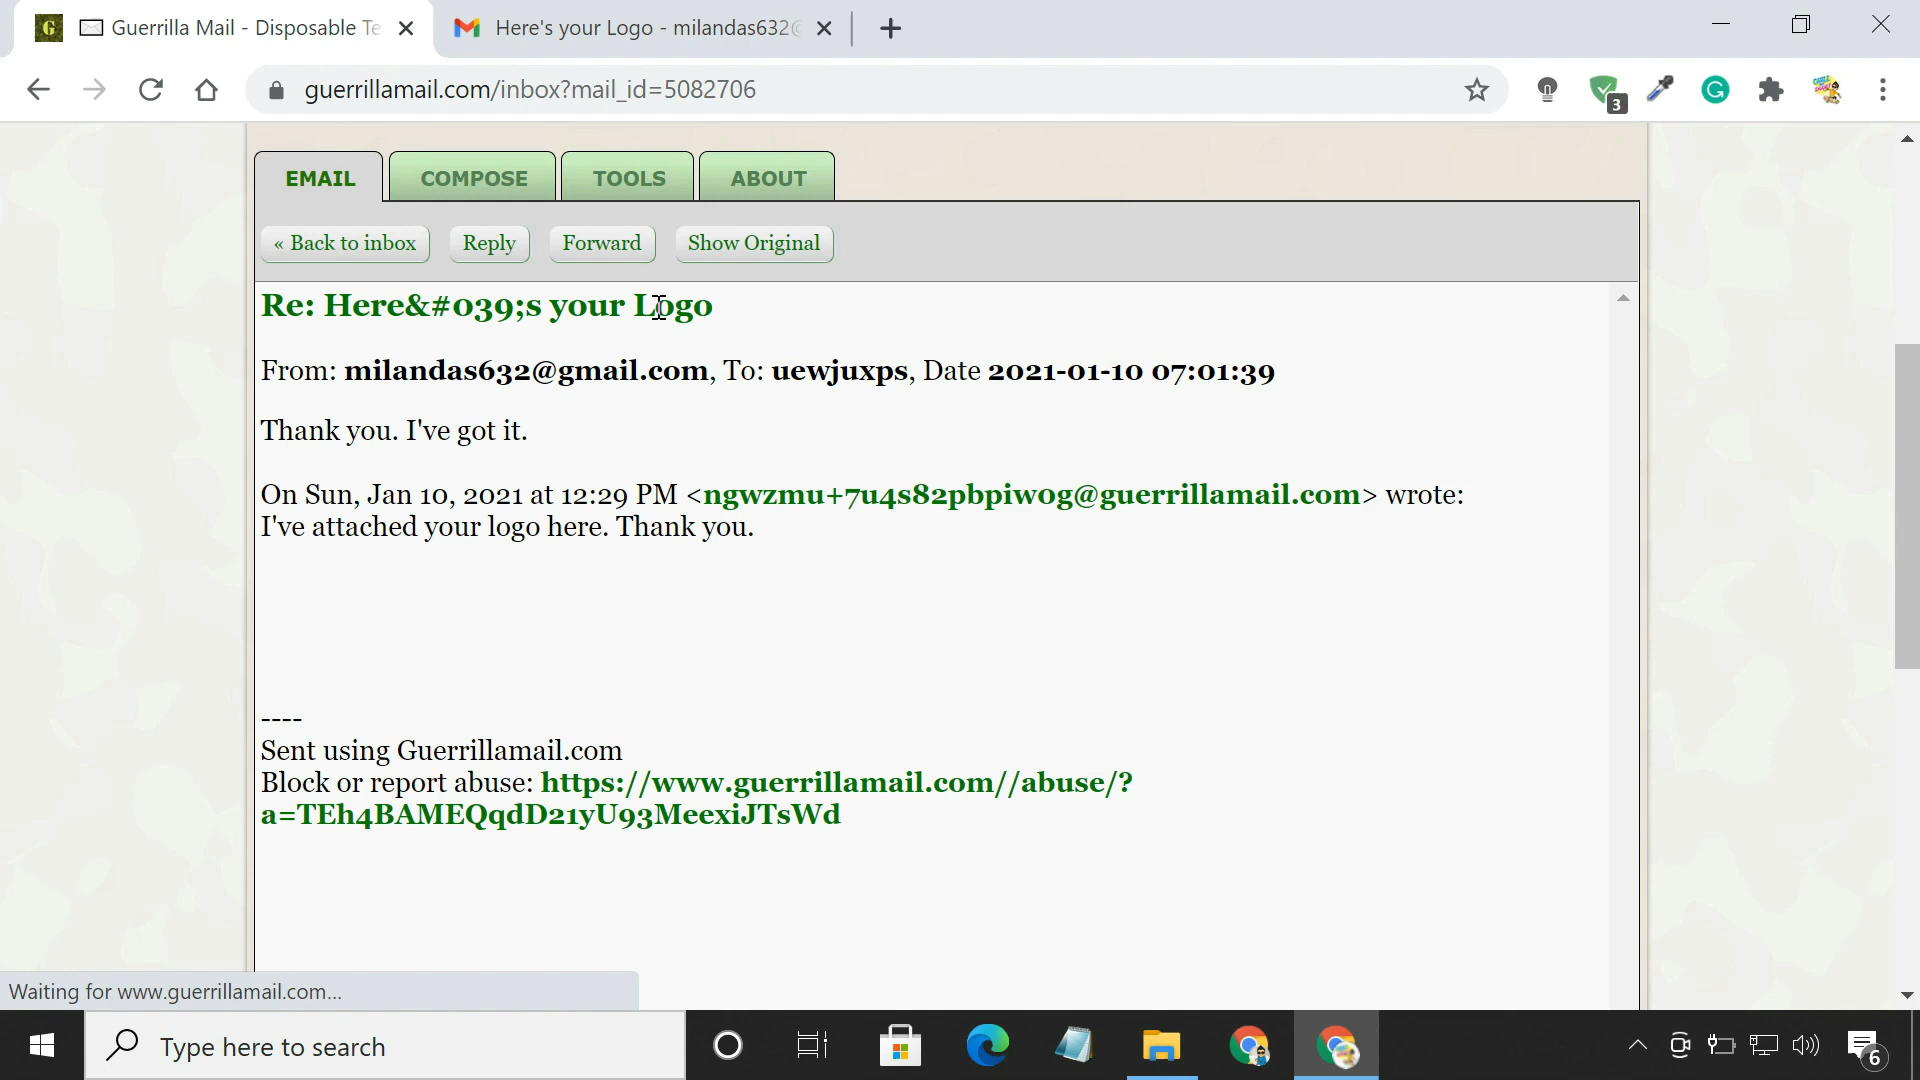 Guerrilla Mail - Disposable Te
Here's your Logo - milandas632@
guerrillamail.com/inbox?mail_id=5082706
3
EMAIL
COMPOSE
TOOLS
ABOUT
« Back to inbox
Reply
Forward
Show Original
Re: Here&#039;s your Logo
From: milandas632@gmail.com, To: uewjuxps, Date 2021-01-10 07:01:39
Thank you. I've got it.
On Sun, Jan 10, 2021 at 12:29 PM <ngwzmu+7u4s82pbpiwog@guerrillamail.com> wrote:
I've attached your logo here. Thank you.
----
Sent using Guerrillamail.com
Block or report abuse: https://www.guerrillamail.com//abuse/?
a=TEh4BAMEQqdD21yU93MeexiJTsWd
Waiting for www.guerrillamail.com...
Type here to search
6